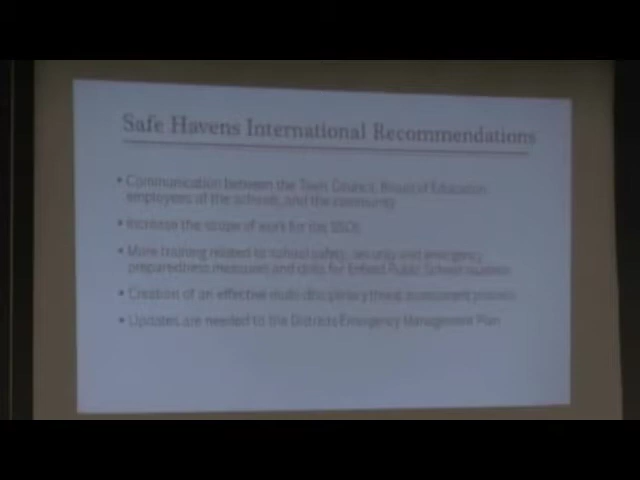 Safe Havens International Recommendations
• Communication between the Town Council, Board of Education,
employees of the schools, and the community
• Increase the scope of work for the
• More training related to school safety, security and emergency
preparedness measures and drills for Enfield Public School
• Creation of an effective multi-disciplinary threat assessment process
• Updates are needed to the Districts Emergency Management Plan